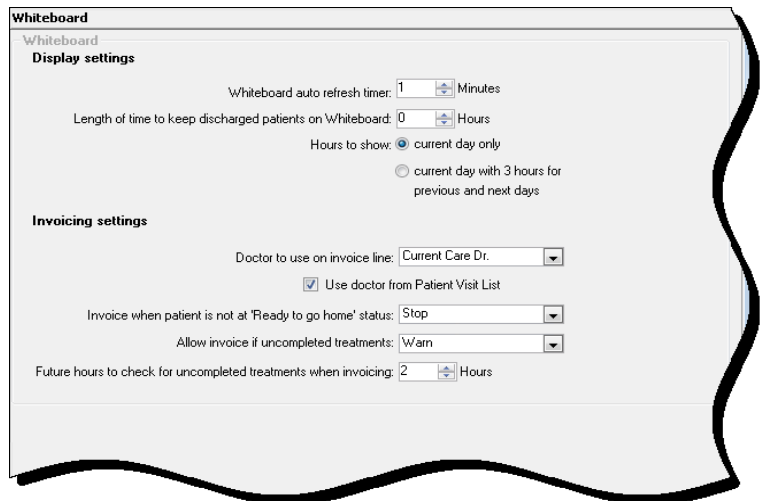 Whiteboard
Whiteboard
Display settings
Whiteboard auto refresh timer: 1 Minutes
Length of time to keep discharged patients on Whiteboard: 0 Hours
Hours to show: current day only
current day with 3 hours for
previous and next days
Invoicing settings
Doctor to use on invoice line: Current Care Dr.
Use doctor from Patient Visit List
Invoice when patient is not at 'Ready to go home' status: Stop
Allow invoice if uncompleted treatments: Warn
Future hours to check for uncompleted treatments when invoicing: 2 Hours